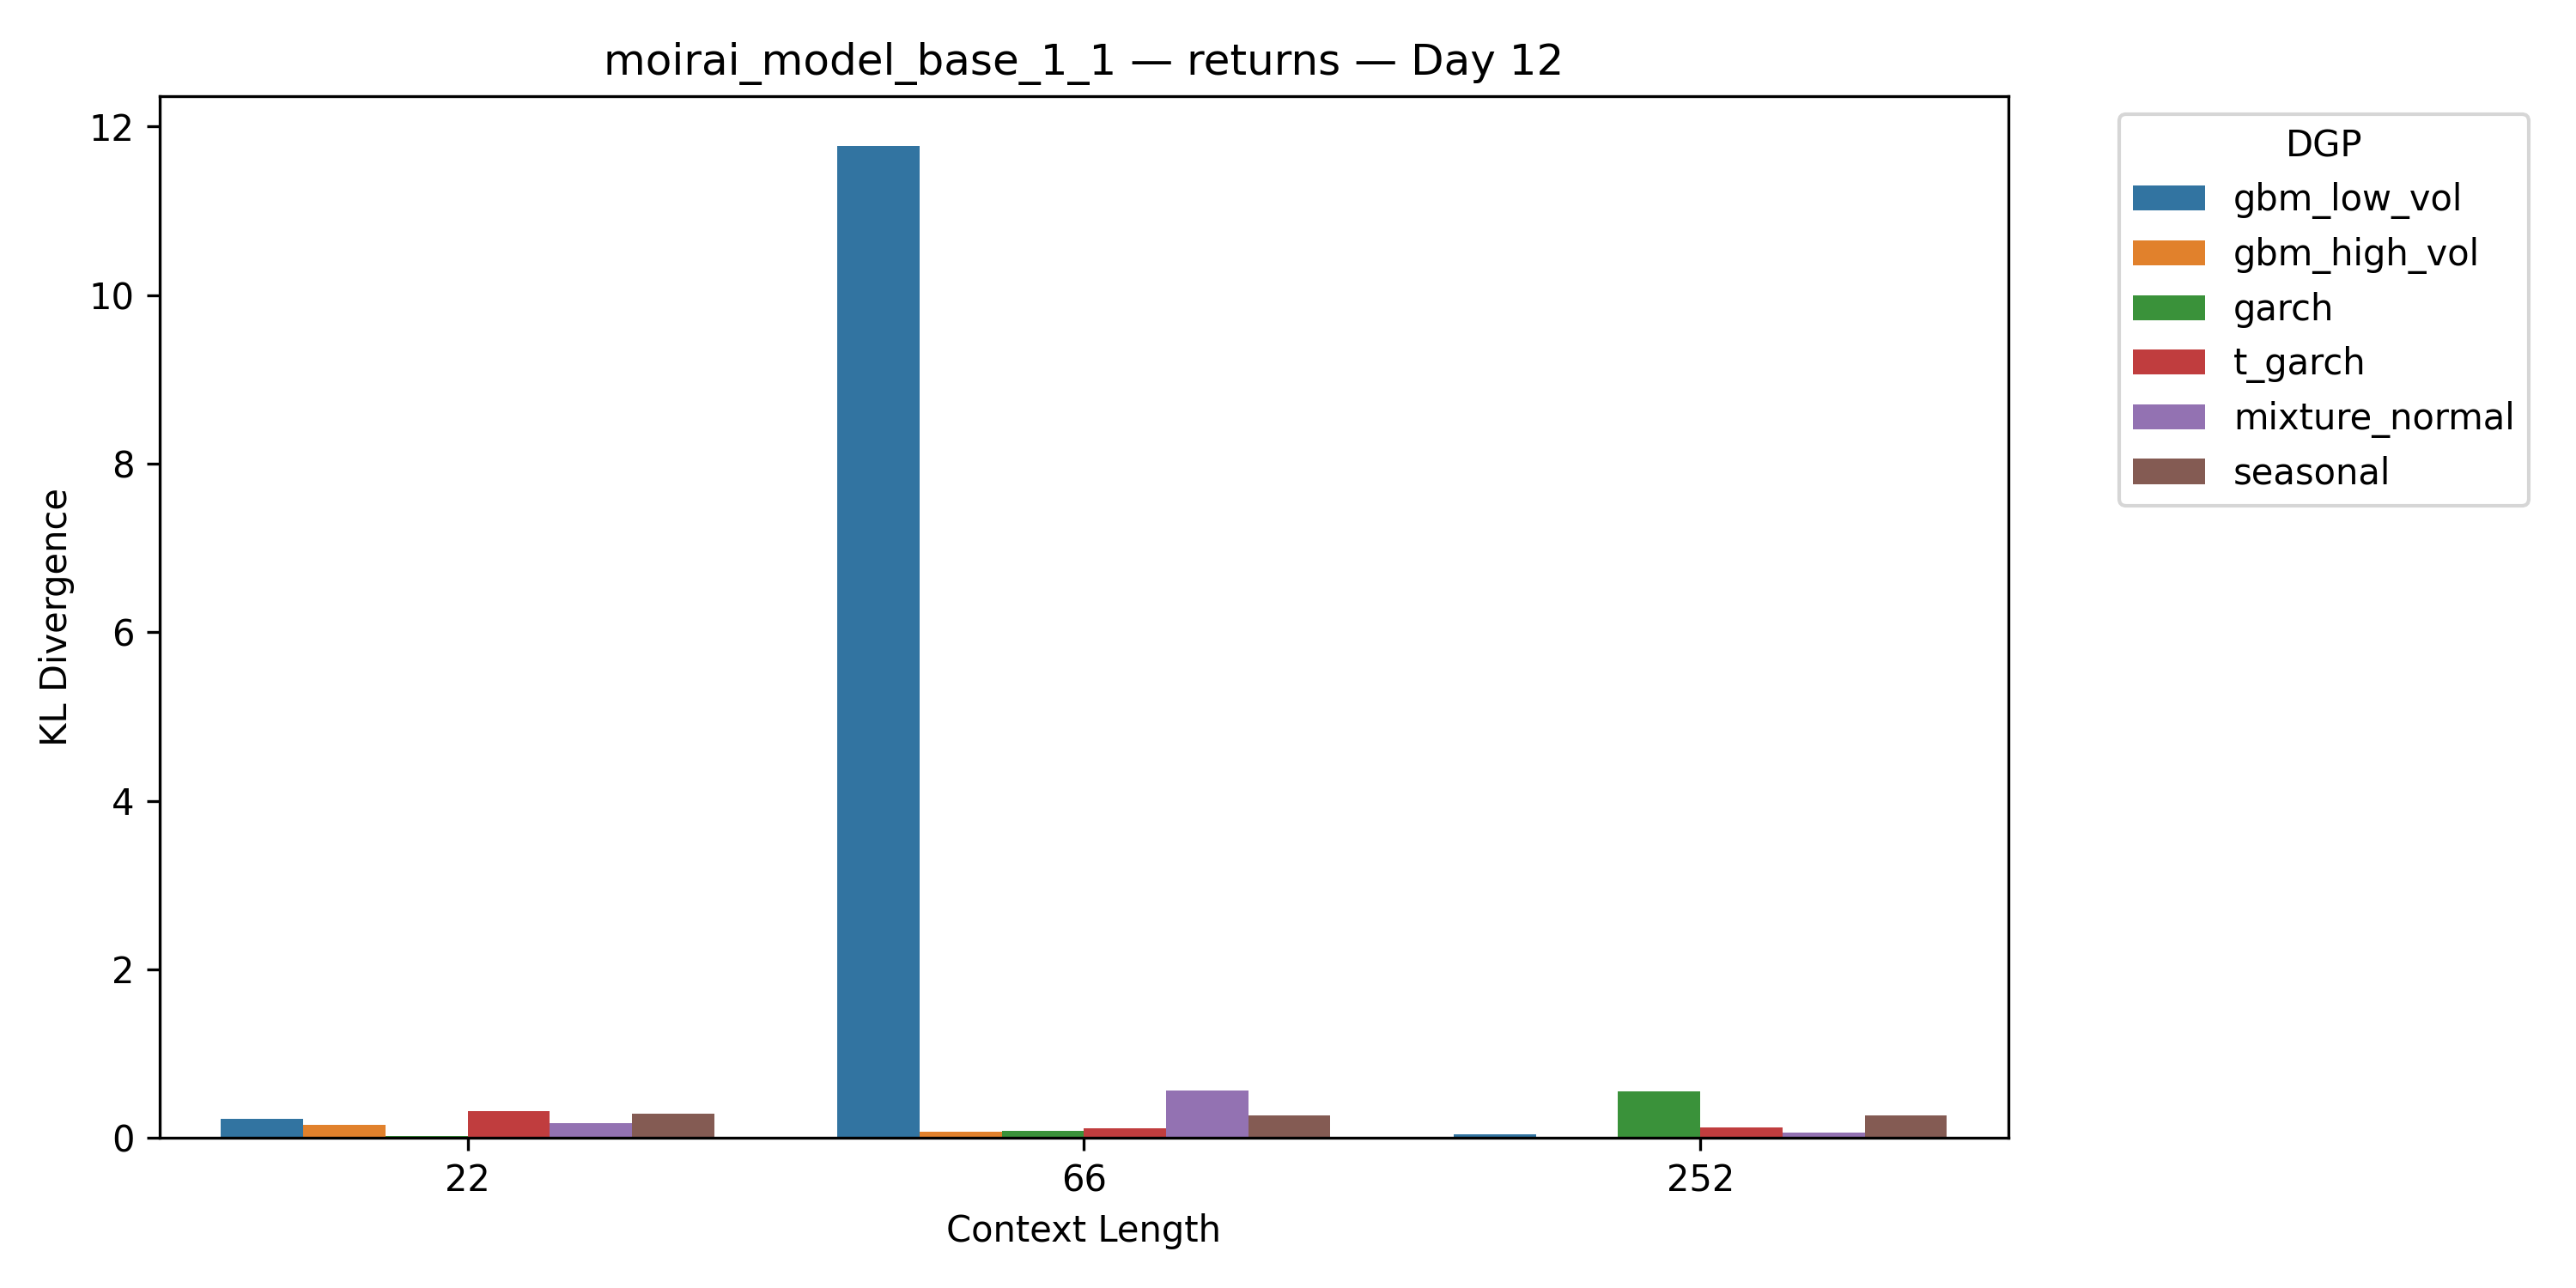 moirai_model_base_1_1 — returns — Day 12
12
10
8
6
4
2
0
KL Divergence
22
66
252
Context Length
DGP
gbm_low_vol
gbm_high_vol
garch
t_garch
mixture_normal
seasonal